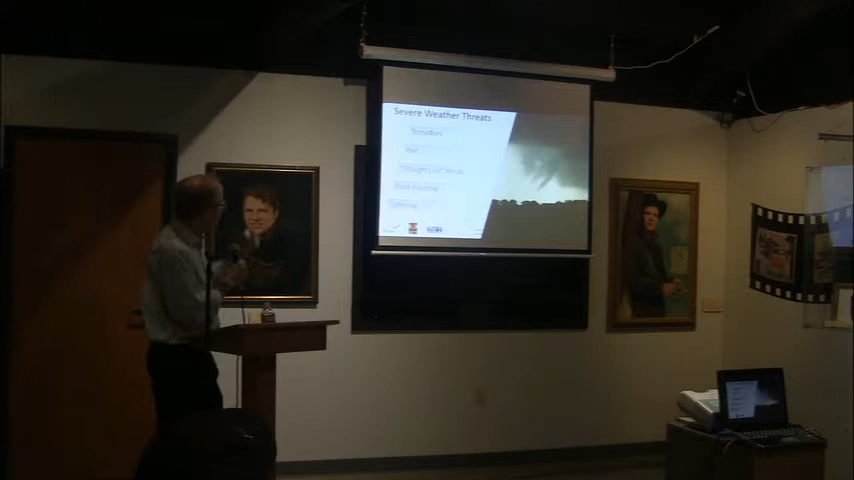 Severe Weather Threats
Tornadoes
Hail
"Straight Line" Winds
Flash Flooding
Lightning